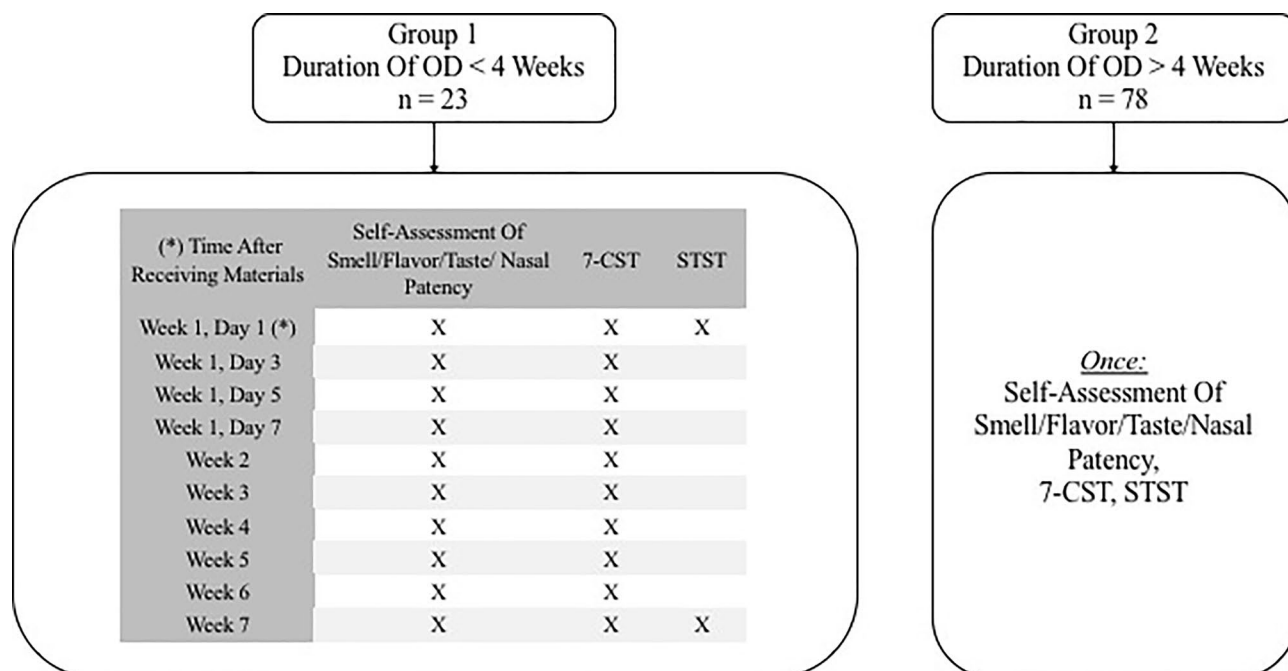 Group 1
Duration Of OD < 4 Weeks
n = 23
Group 2
Duration Of OD > 4 Weeks
n = 78
(*) Time After
Receiving Materials
Self-Assessment Of
Smell/Flavor/Taste/ Nasal
Patency
7-CST
STST
Week 1, Day 1 (*) X X X
Week 1, Day 3 X X
Week 1, Day 5 X X
Week 1, Day 7 X X
Week 2 X X
Week 3 X X
Week 4 X X
Week 5 X X
Week 6 X X
Week 7 X X X
Once:
Self-Assessment Of
Smell/Flavor/Taste/Nasal
Patency,
7-CST, STST